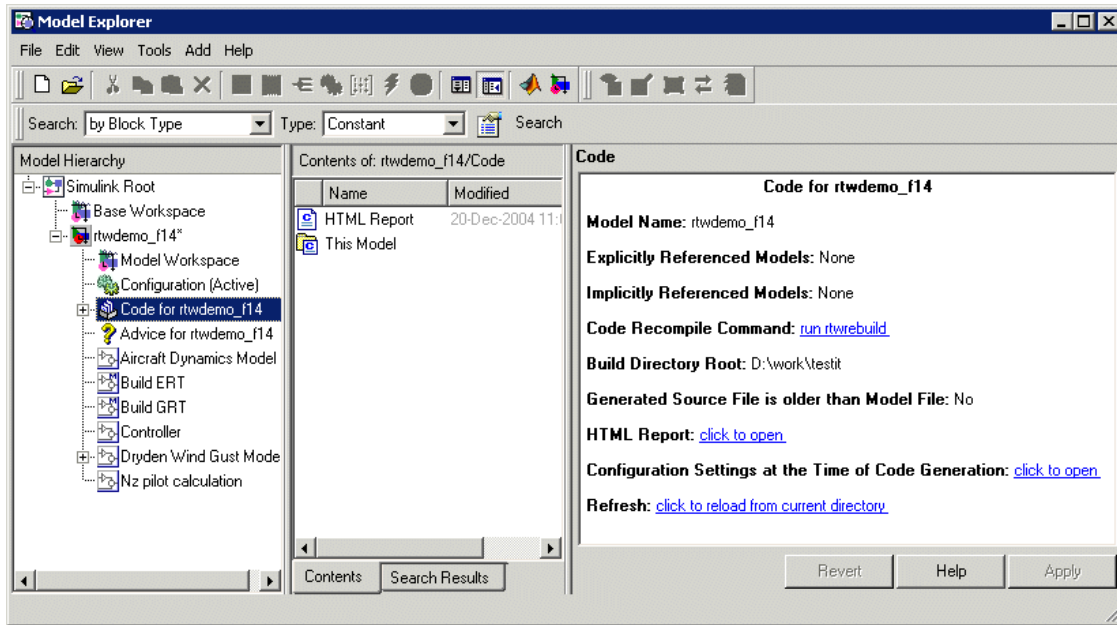 Model Explorer
File Edit View Tools Add Help
Search: by Block Type Type: Constant Search
Model Hierarchy
Simulink Root
Base Workspace
rtwdemo_f14*
Model Workspace
Configuration (Active)
Code for rtwdemo_f14
Advice for rtwdemo_f14
Aircraft Dynamics Model
Build ERT
Build GRT
Controller
Dryden Wind Gust Mode
Nz pilot calculation
Contents of: rtwdemo_f14/Code
Name Modified
HTML Report 20-Dec-2004 11:
This Model
Contents Search Results
Code
Code for rtwdemo_f14
Model Name: rtwdemo_f14
Explicitly Referenced Models: None
Implicitly Referenced Models: None
Code Recompile Command: run rtwrebuild
Build Directory Root: D:\work\testit
Generated Source File is older than Model File: No
HTML Report: click to open
Configuration Settings at the Time of Code Generation: click to open
Refresh: click to reload from current directory
Revert Help Apply